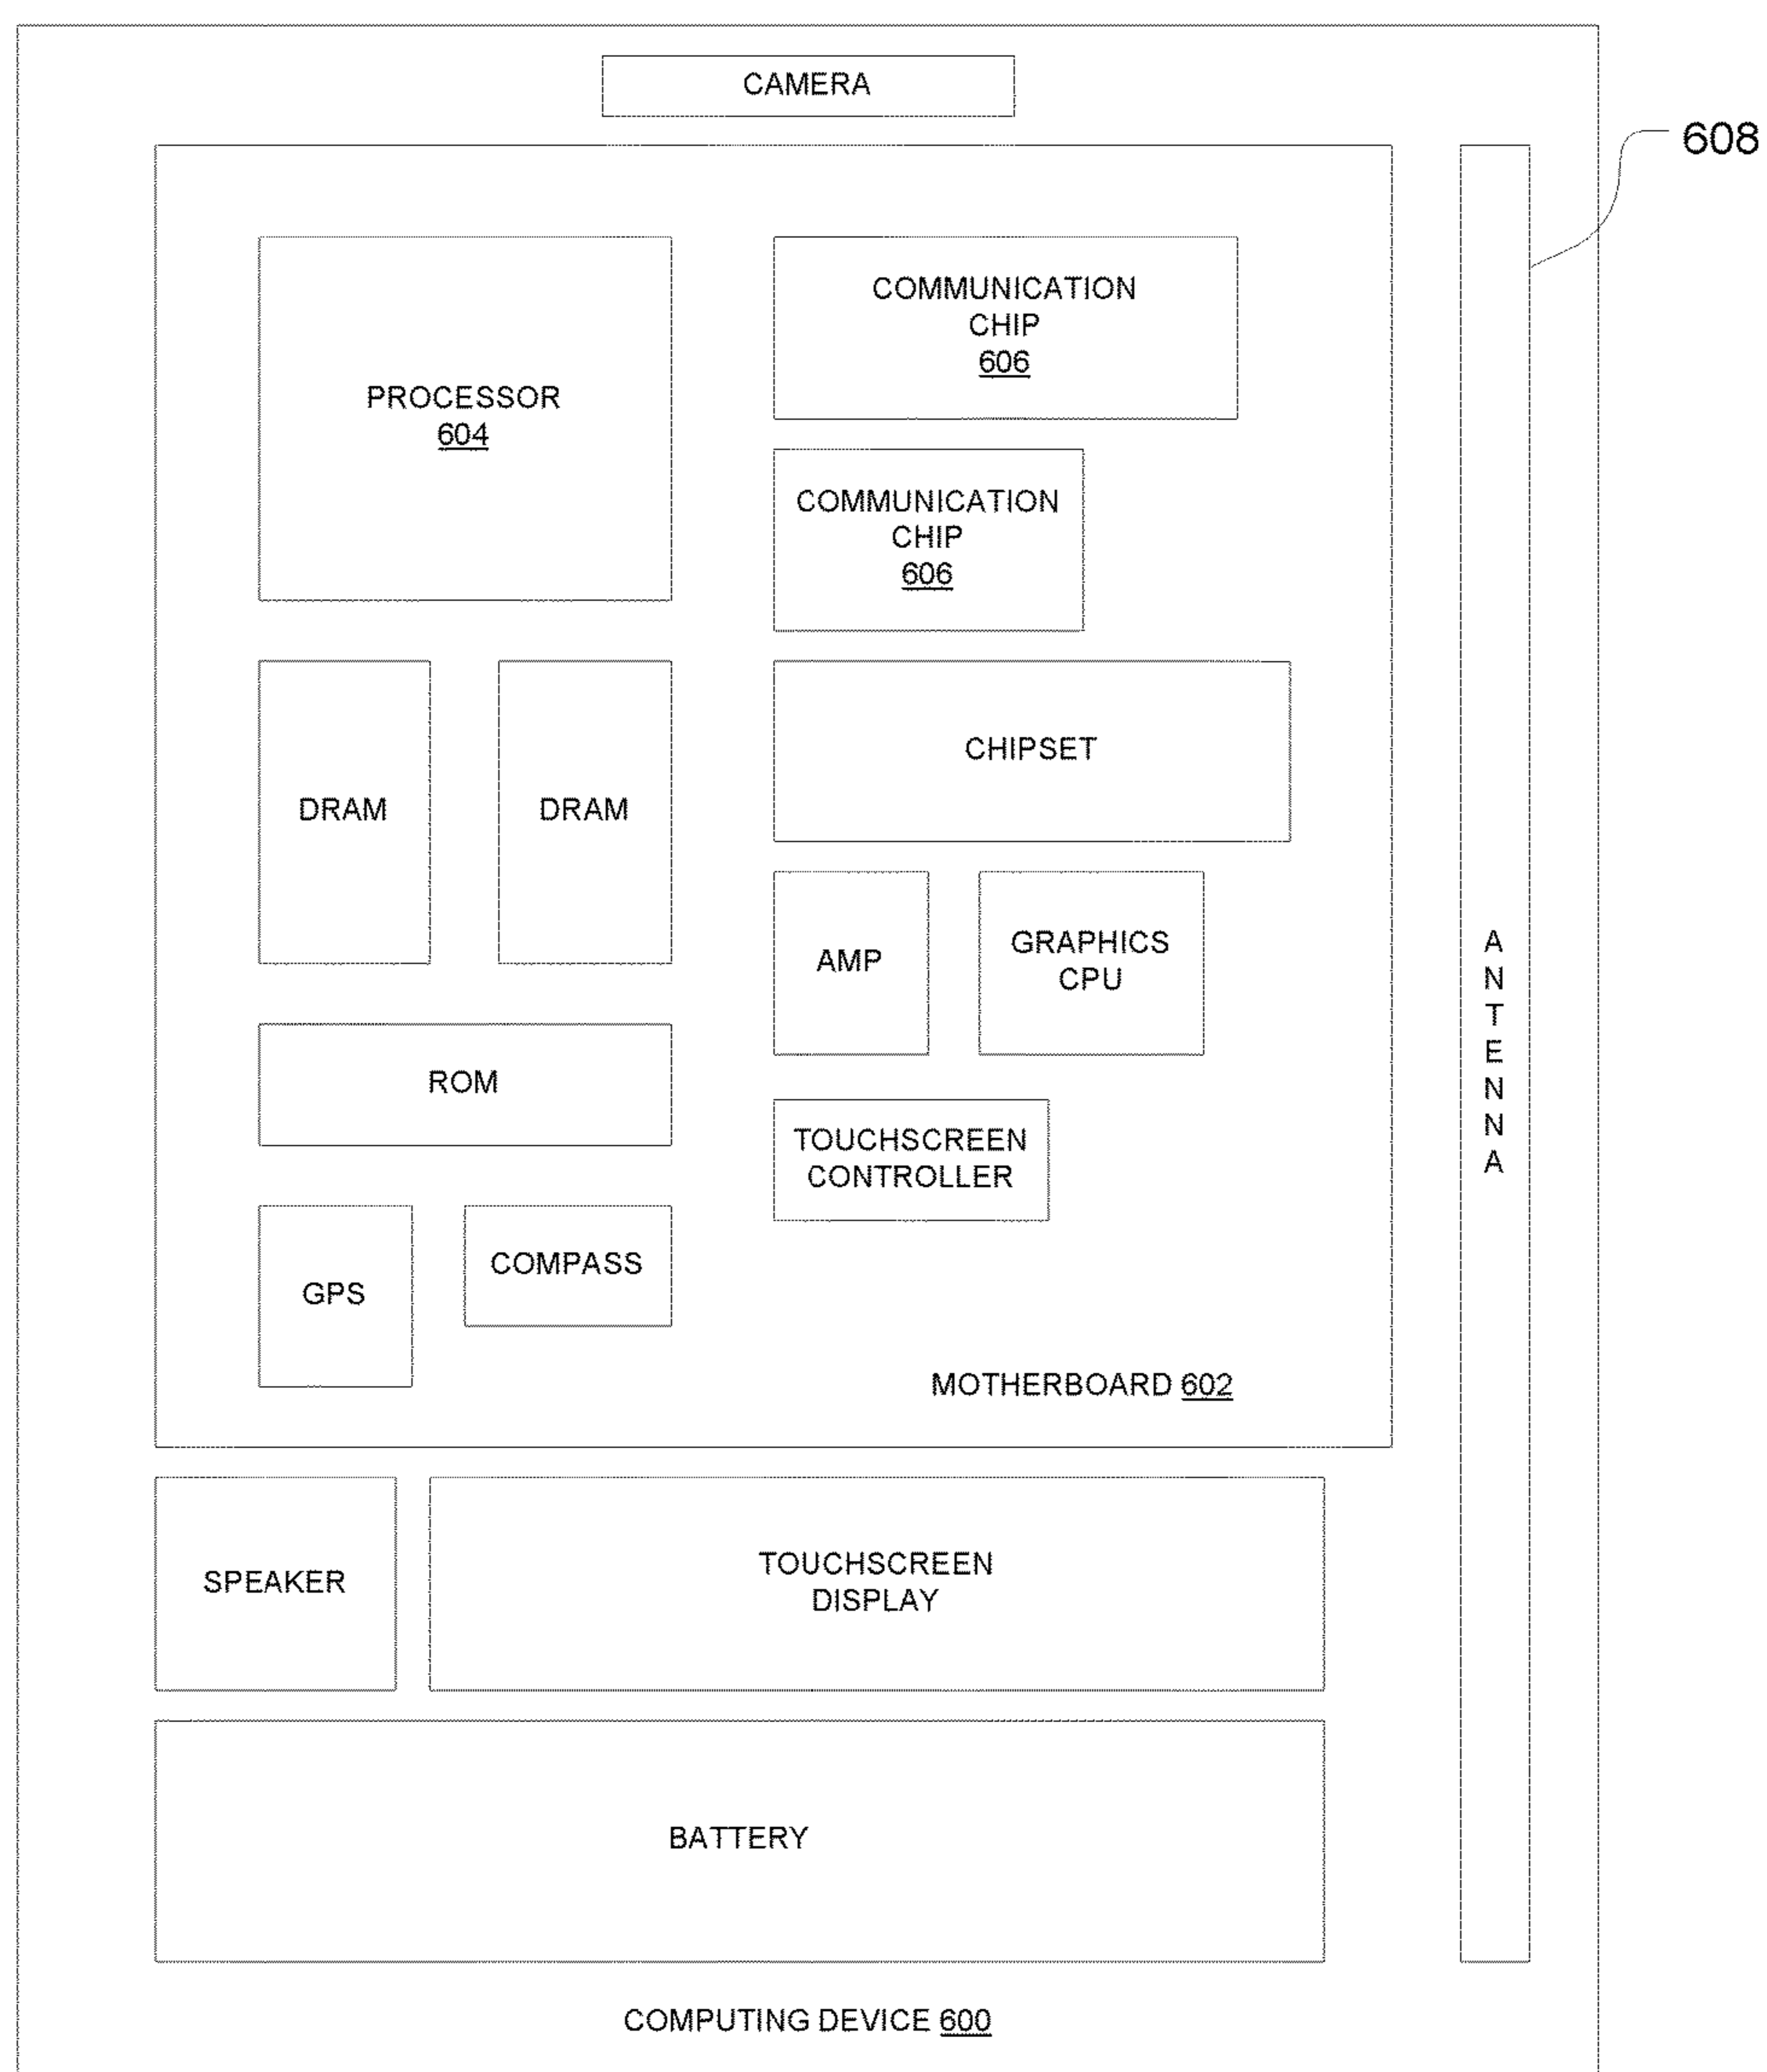 CAMERA
608
COMMUNICATION
CHIP
606
PROCESSOR
604
COMMUNICATION
CHIP
606
CHIPSET
DRAM
DRAM
AMP
GRAPHICS
CPU
ROM
TOUCHSCREEN
CONTROLLER
GPS
COMPASS
MOTHERBOARD 602
A
N
T
E
N
N
A
SPEAKER
TOUCHSCREEN
DISPLAY
BATTERY
COMPUTING DEVICE 600